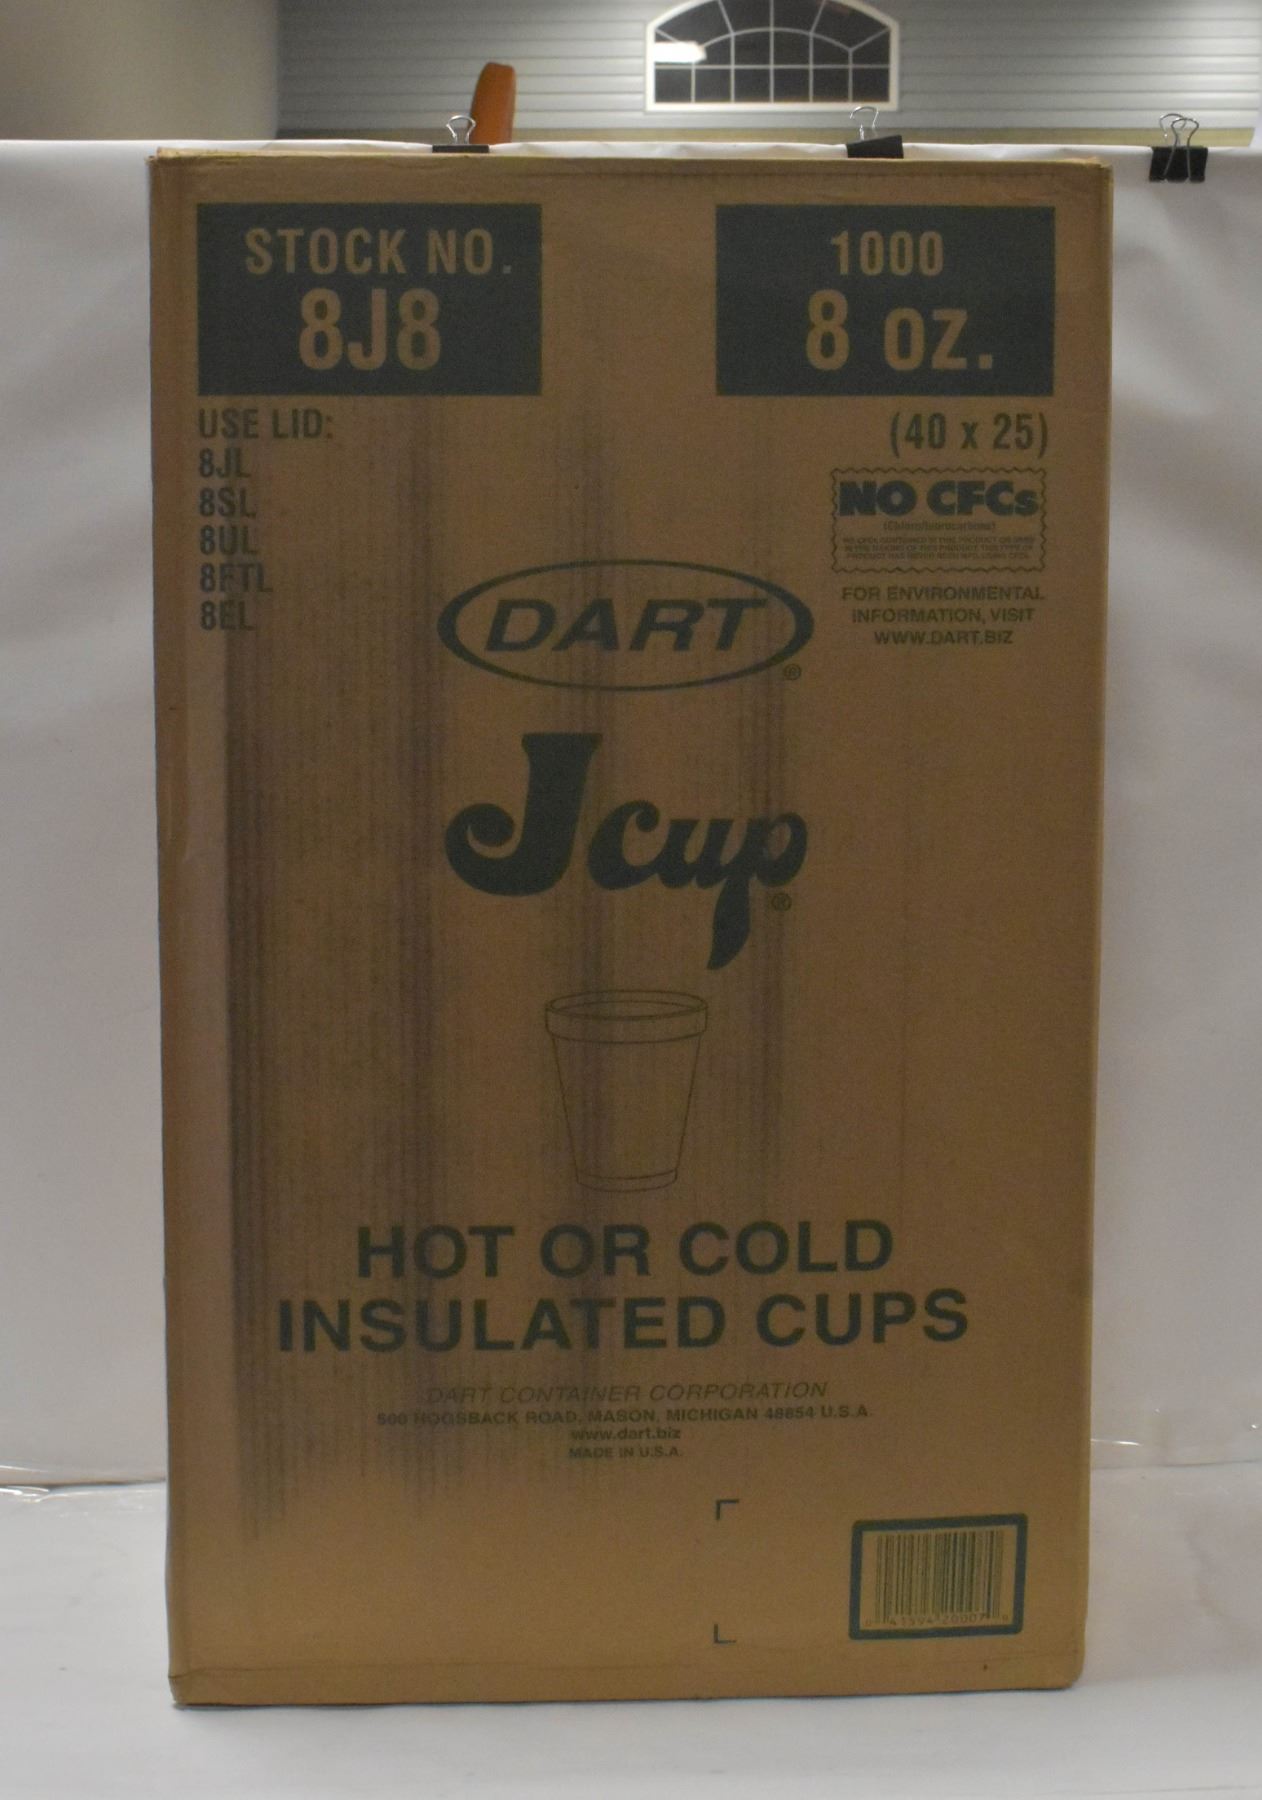 STOCK NO.
8J8
1000
8 OZ.
USE LID:
8JL
8SL
8UL
8FTL
8EL
(40 x 25)
NO CFCs
(Chlorofluorocarbons)
FOR ENVIRONMENTAL
INFORMATION, VISIT
WWW.DART.BIZ
DART
®
J cup
®
HOT OR COLD
INSULATED CUPS
DART CONTAINER CORPORATION
500 HOGSBACK ROAD, MASON, MICHIGAN 48854 U.S.A.
www.dart.biz
MADE IN U.S.A.